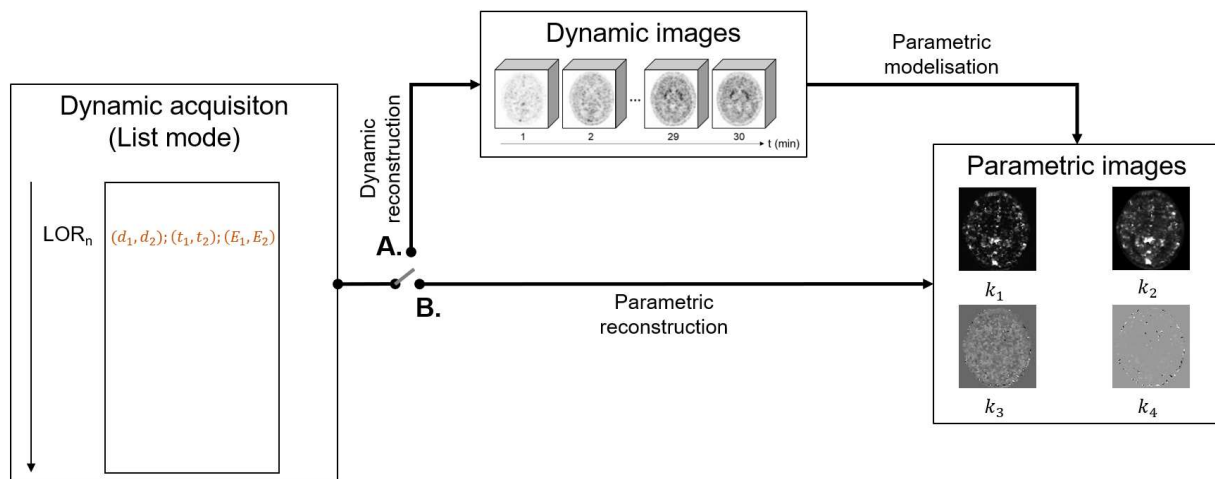 Dynamic acquisiton
(List mode)
LORₙ
(d₁, d₂); (t₁, t₂); (E₁, E₂)
Dynamic
reconstruction
A.
B.
Dynamic images
...
1 2 29 30
t (min)
Parametric
modelisation
Parametric
reconstruction
Parametric images
k₁ k₂
k₃ k₄